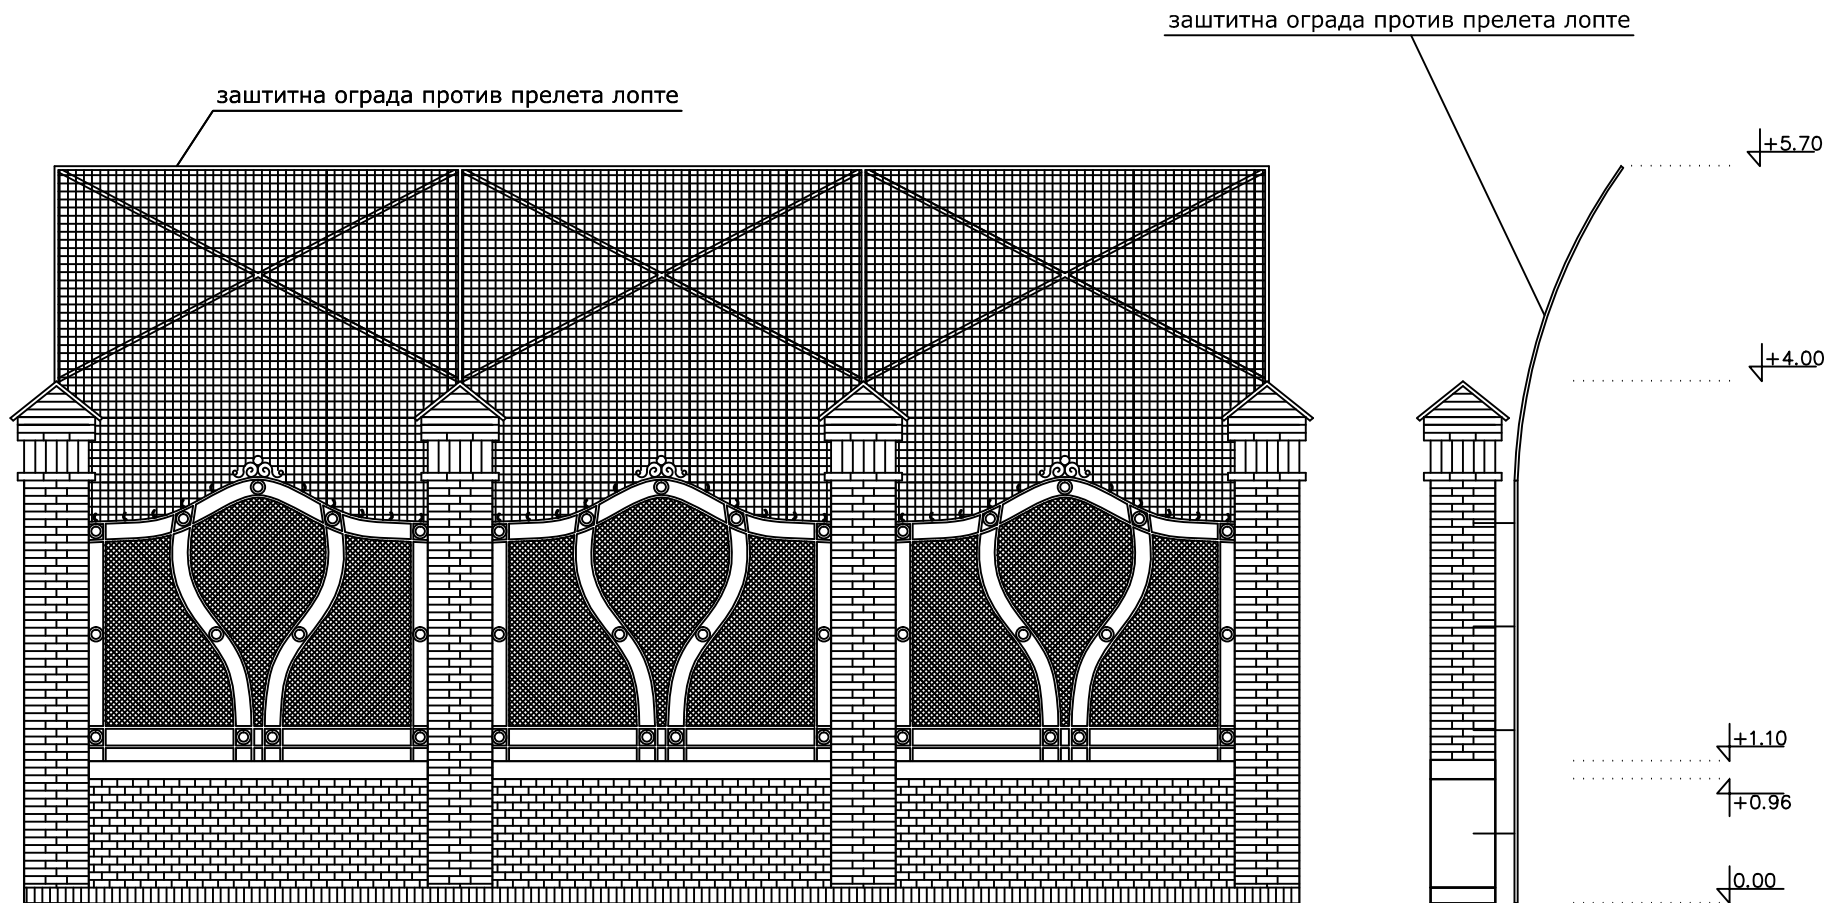 заштитна ограда против прелета лопте
заштитна ограда против прелета лопте
+5.70
+4.00
+1.10
+0.96
0.00